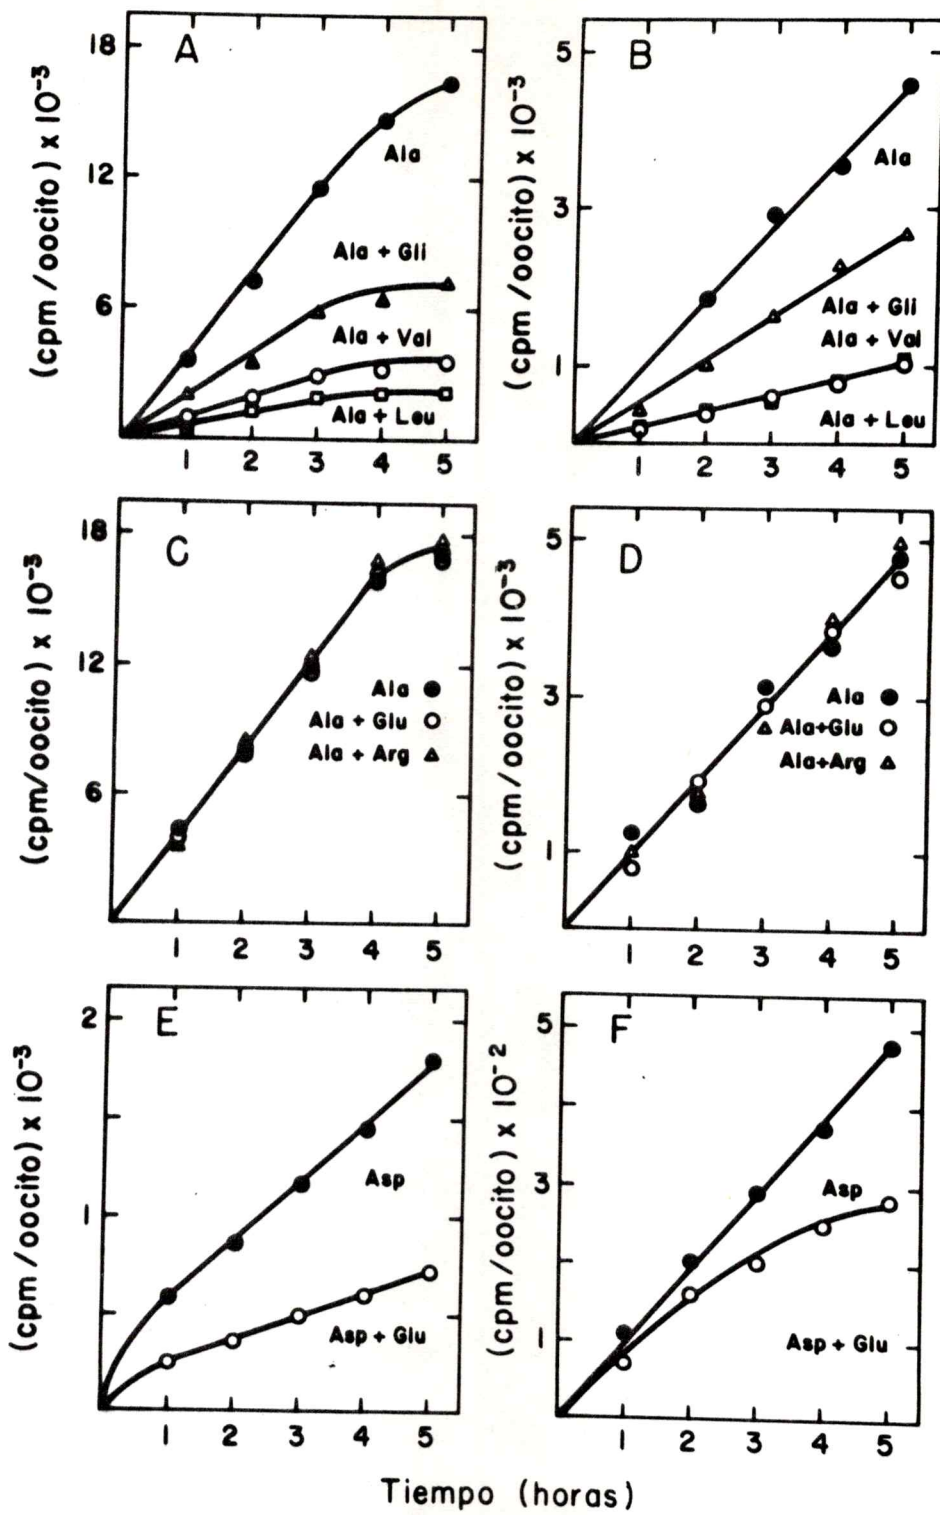 A
(cpm/oocito) x 10⁻³
18
12
6
Ala
Ala + Gli
Ala + Val
Ala + Leu
1 2 3 4 5
B
(cpm/oocito) x 10⁻³
5
3
1
Ala
Ala + Gli
Ala + Val
Ala + Leu
1 2 3 4 5
C
(cpm/oocito) x 10⁻³
18
12
6
Ala ●
Ala + Glu ○
Ala + Arg △
1 2 3 4 5
D
(cpm/oocito) x 10⁻³
5
3
1
Ala ●
Ala+Glu ○
Ala+Arg △
1 2 3 4 5
E
(cpm/oocito) x 10⁻³
2
1
Asp
Asp + Glu
1 2 3 4 5
F
(cpm/oocito) x 10⁻²
5
3
1
Asp
Asp + Glu
1 2 3 4 5
Tiempo (horas)